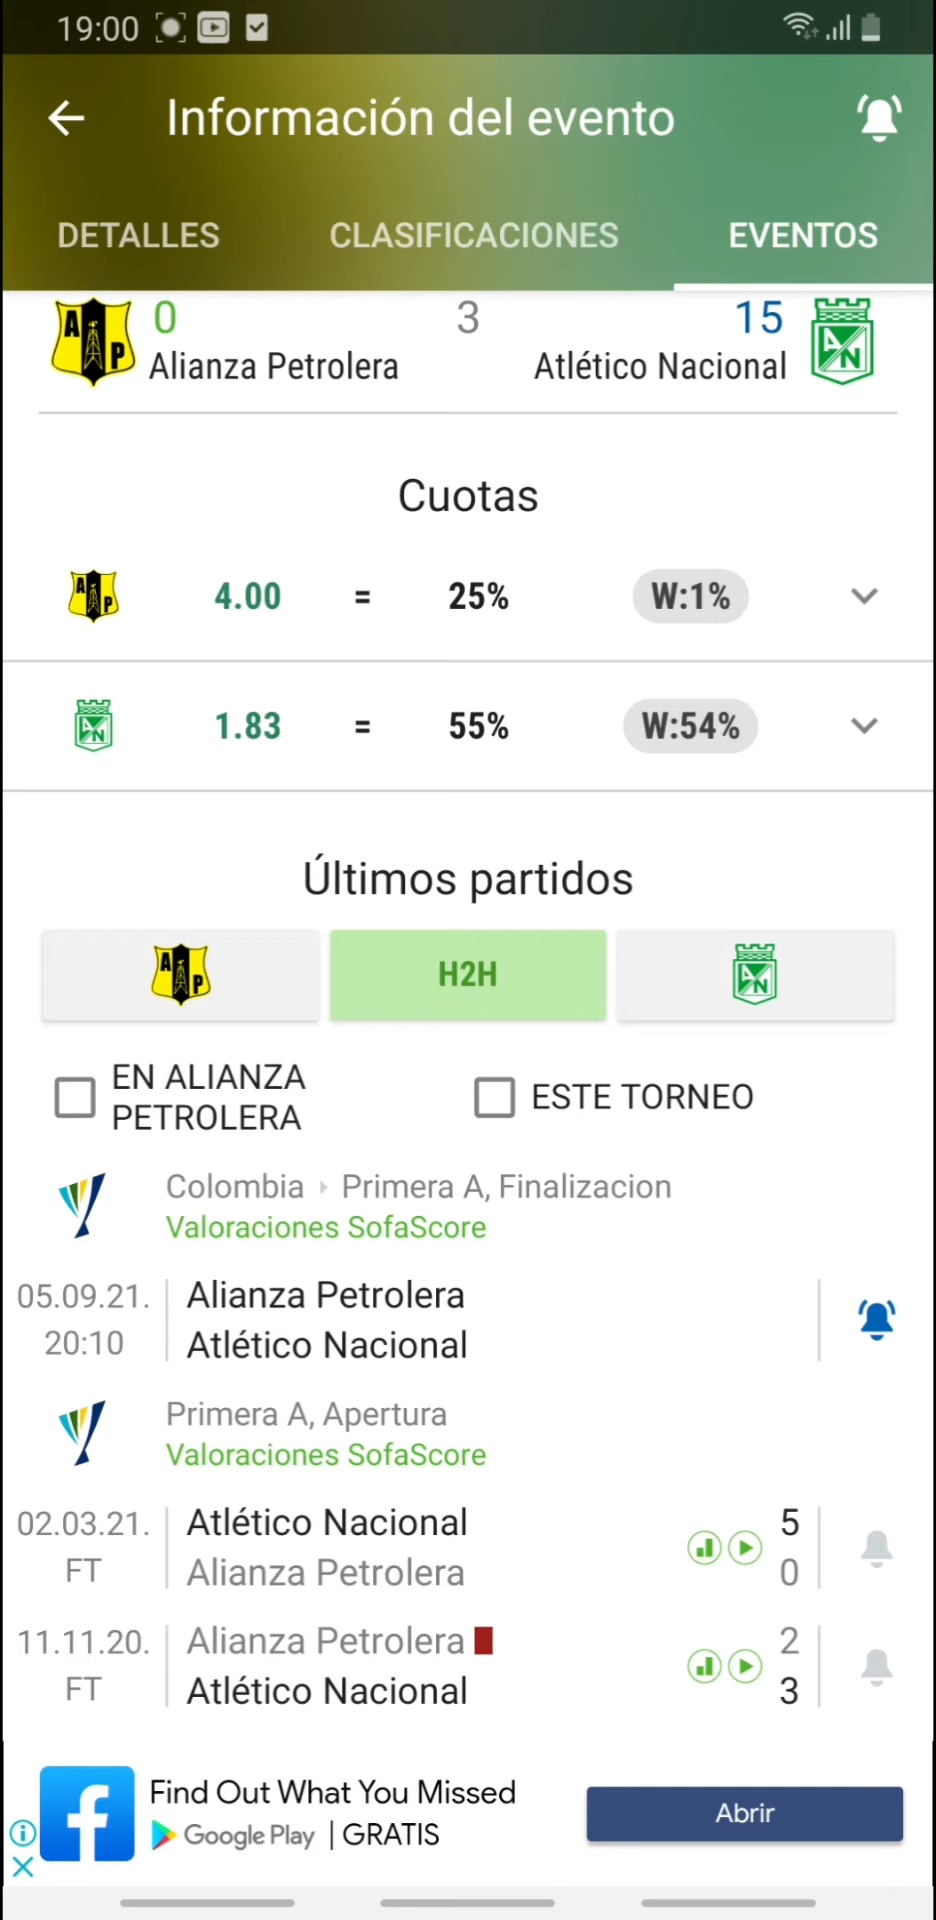 19:00
Información del evento
DETALLES CLASIFICACIONES EVENTOS
0 3 15
Alianza Petrolera Atlético Nacional
Cuotas
4.00 = 25% W:1%
1.83 = 55% W:54%
Últimos partidos
H2H
EN ALIANZA
PETROLERA
ESTE TORNEO
Colombia Primera A, Finalizacion
Valoraciones SofaScore
05.09.21. Alianza Petrolera
20:10 Atlético Nacional
Primera A, Apertura
Valoraciones SofaScore
02.03.21. Atlético Nacional 5
FT Alianza Petrolera 0
11.11.20. Alianza Petrolera 2
FT Atlético Nacional 3
Find Out What You Missed
Google Play | GRATIS
Abrir